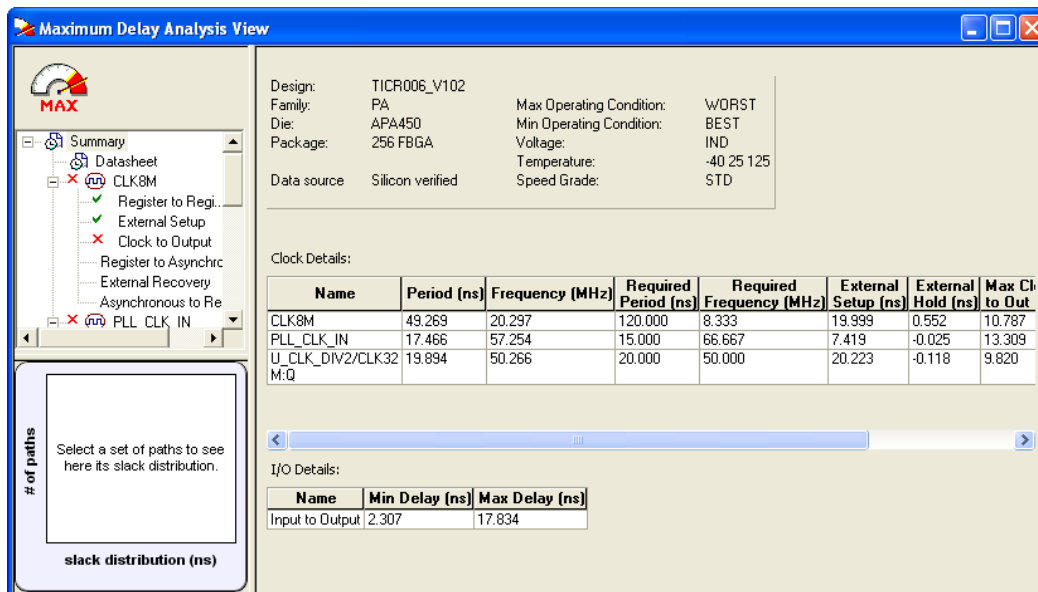 Maximum Delay Analysis View
MAX
Summary
Datasheet
CLK8M
Register to Regi...
External Setup
Clock to Output
Register to Asynchrc
External Recovery
Asynchronous to Re
PLL_CLK_IN
# of paths
Select a set of paths to see
here its slack distribution.
slack distribution (ns)
Design: TICR006_V102
Family: PA Max Operating Condition: WORST
Die: APA450 Min Operating Condition: BEST
Package: 256 FBGA Voltage: IND
Temperature: -40 25 125
Data source Silicon verified Speed Grade: STD
Clock Details:
Name Period (ns) Frequency (MHz) Required Period (ns) Required Frequency (MHz) External Setup (ns) External Hold (ns) Max Cl to Out
CLK8M 49.269 20.297 120.000 8.333 19.999 0.552 10.787
PLL_CLK_IN 17.466 57.254 15.000 66.667 7.419 -0.025 13.309
U_CLK_DIV2/CLK32 19.894 50.266 20.000 50.000 20.223 -0.118 9.820
M:Q
I/O Details:
Name Min Delay (ns) Max Delay (ns)
Input to Output 2.307 17.834